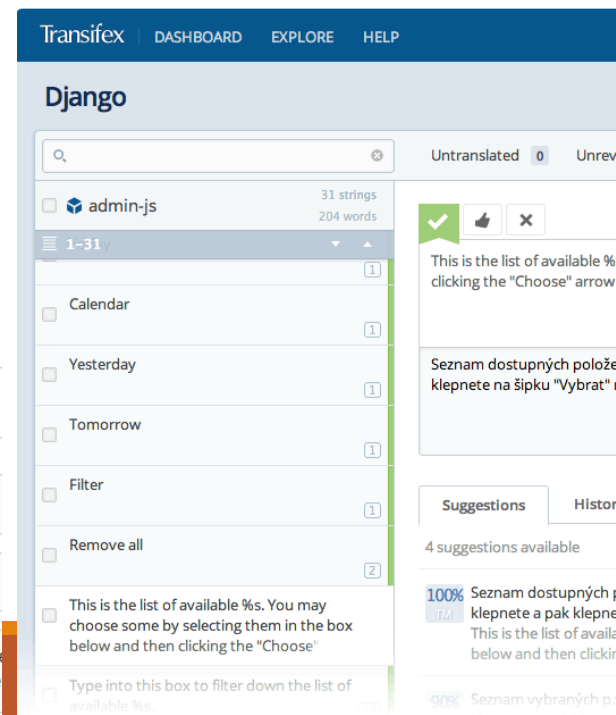 Transifex DASHBOARD EXPLORE HELP
Django
Untranslated 0
admin-js
31 strings
204 words
1–31
1
Calendar
1
Yesterday
1
Tomorrow
1
Filter
1
Remove all
2
This is the list of available %s. You may
choose some by selecting them in the box
below and then clicking the "Choose"
Type into this box to filter down the list of
available %s.
This is the list of available %
clicking the "Choose" arrow
Seznam dostupných polože
klepnete na šipku "Vybrat"
Suggestions Histor
4 suggestions available
100% Seznam dostupných
TM klepnete a pak klepne
This is the list of avail
below and then clickin
90% Seznam vybraných p